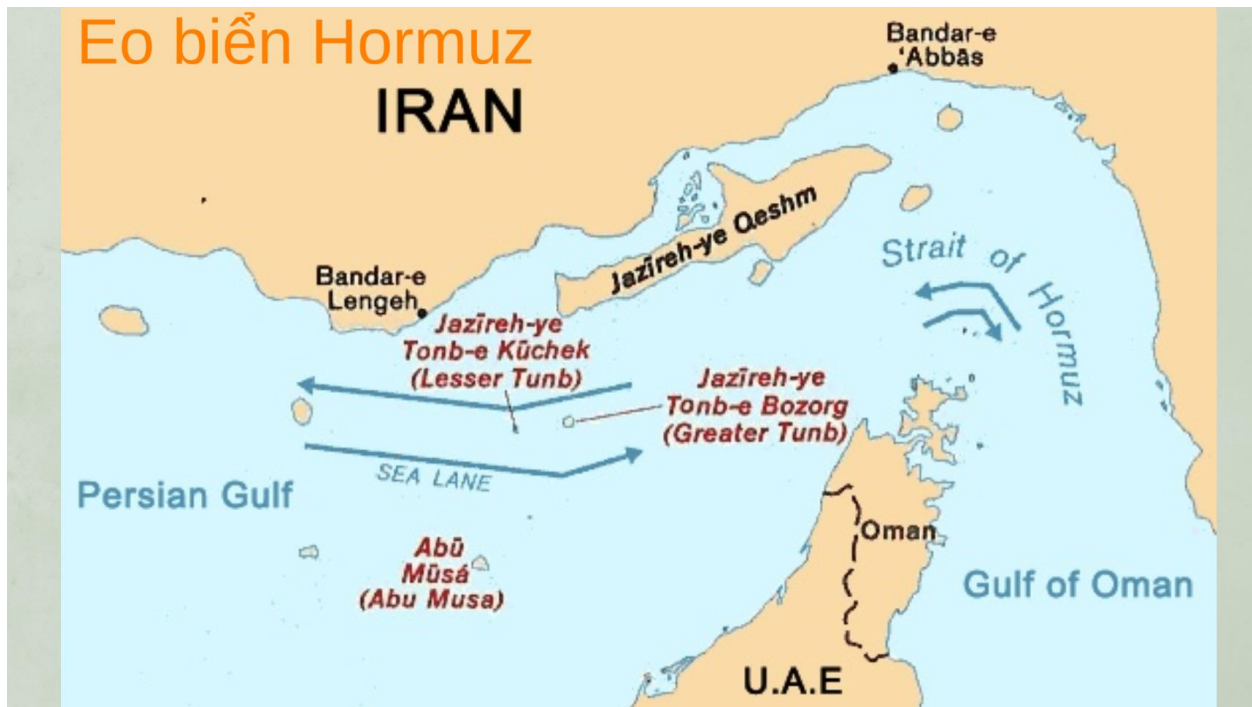 Eo biển Hormuz
IRAN
Bandar-e
'Abbās
Jazīreh-ye Qeshm
Strait of Hormuz
Bandar-e
Lengeh
Jazīreh-ye
Tonb-e Kūchek
(Lesser Tunb)
Jazīreh-ye
Tonb-e Bozorg
(Greater Tunb)
SEA LANE
Persian Gulf
Abū
Mūsá
(Abu Musa)
Oman
Gulf of Oman
U.A.E